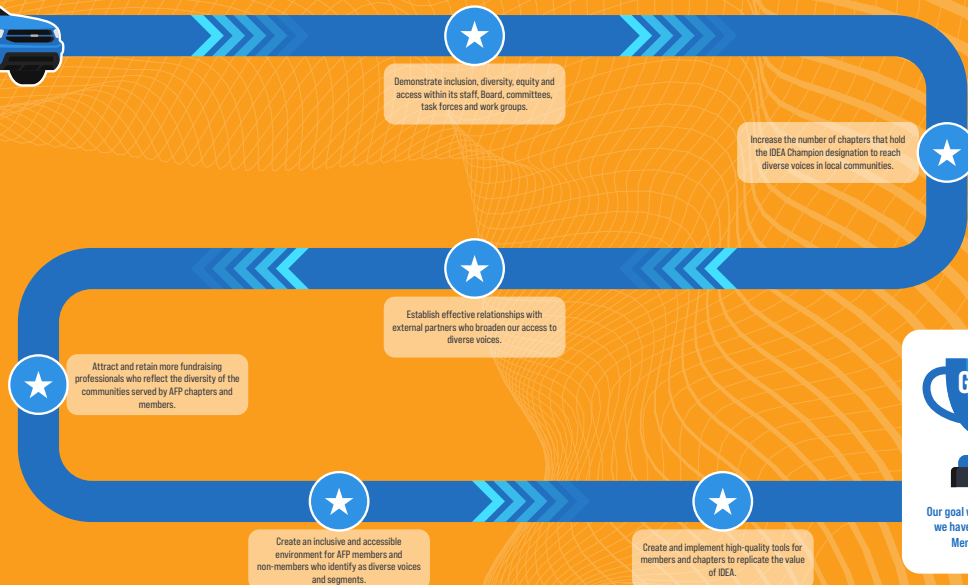 Demonstrate inclusion, diversity, equity and
access within its staff, Board, committees,
task forces and work groups.
Increase the number of chapters that hold
the IDEA Champion designation to reach
diverse voices in local communities.
Establish effective relationships with
external partners who broaden our access to
diverse voices.
Attract and retain more fundraising
professionals who reflect the diversity of the
communities served by AFP chapters and
members.
Create an inclusive and accessible
environment for AFP members and
non-members who identify as diverse voices
and segments.
Create and implement high-quality tools for
members and chapters to replicate the value
of IDEA.
G
Our goal
we have